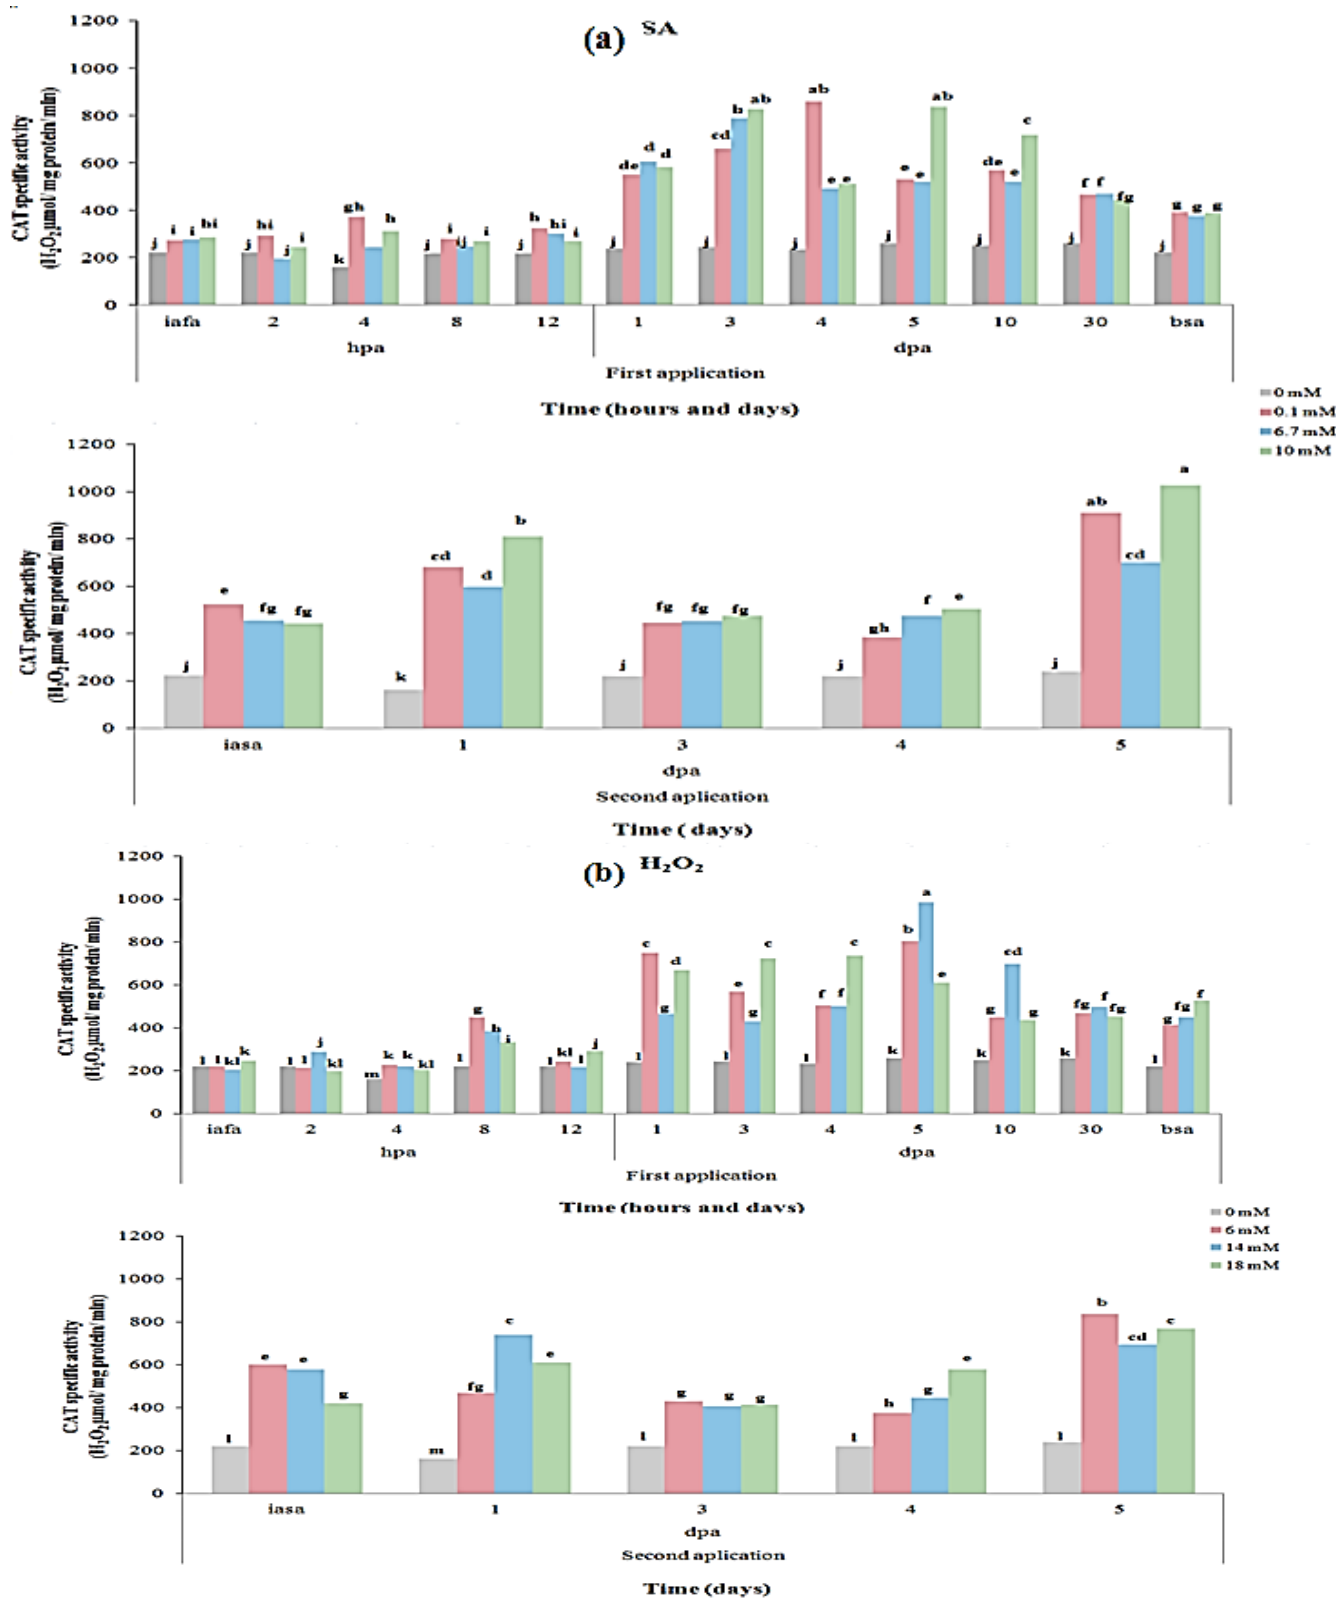 (a) SA
1200
1000
800
600
400
200
0
CAT specific activity
(H₂O₂ µmol/ mg protein/ min)
j i i hi j hi j i k gh h j i ij i j h hi i j de d d j cd b ab j ab e e j e e ab j de e c j f f fg j g g g
iafa 2 4 8 12 1 3 4 5 10 30 bsa
hpa dpa
First application
Time (hours and days)
0 mM
0.1 mM
6.7 mM
10 mM
1200
1000
800
600
400
200
0
CAT specific activity
(H₂O₂ µmol/ mg protein/ min)
j e fg fg k cd d b j fg fg fg j gh f e j ab cd a
iasa 1 3 4 5
dpa
Second aplication
Time ( days)
(b) H₂O₂
1200
1000
800
600
400
200
0
CAT specific activity
(H₂O₂ µmol/ mg protein/ min)
l l kl k l l j kl m k k kl l g h i l kl l j l c g d l e g c l f f c k b a e k g cd g k fg f fg l g fg f
iafa 2 4 8 12 1 3 4 5 10 30 bsa
hpa dpa
First application
Time (hours and days)
0 mM
6 mM
14 mM
18 mM
1200
1000
800
600
400
200
0
CAT specific activity
(H₂O₂ µmol/ mg protein/ min)
l e e g m fg c e l g g g l h g e l b cd c
iasa 1 3 4 5
dpa
Second aplication
Time (days)